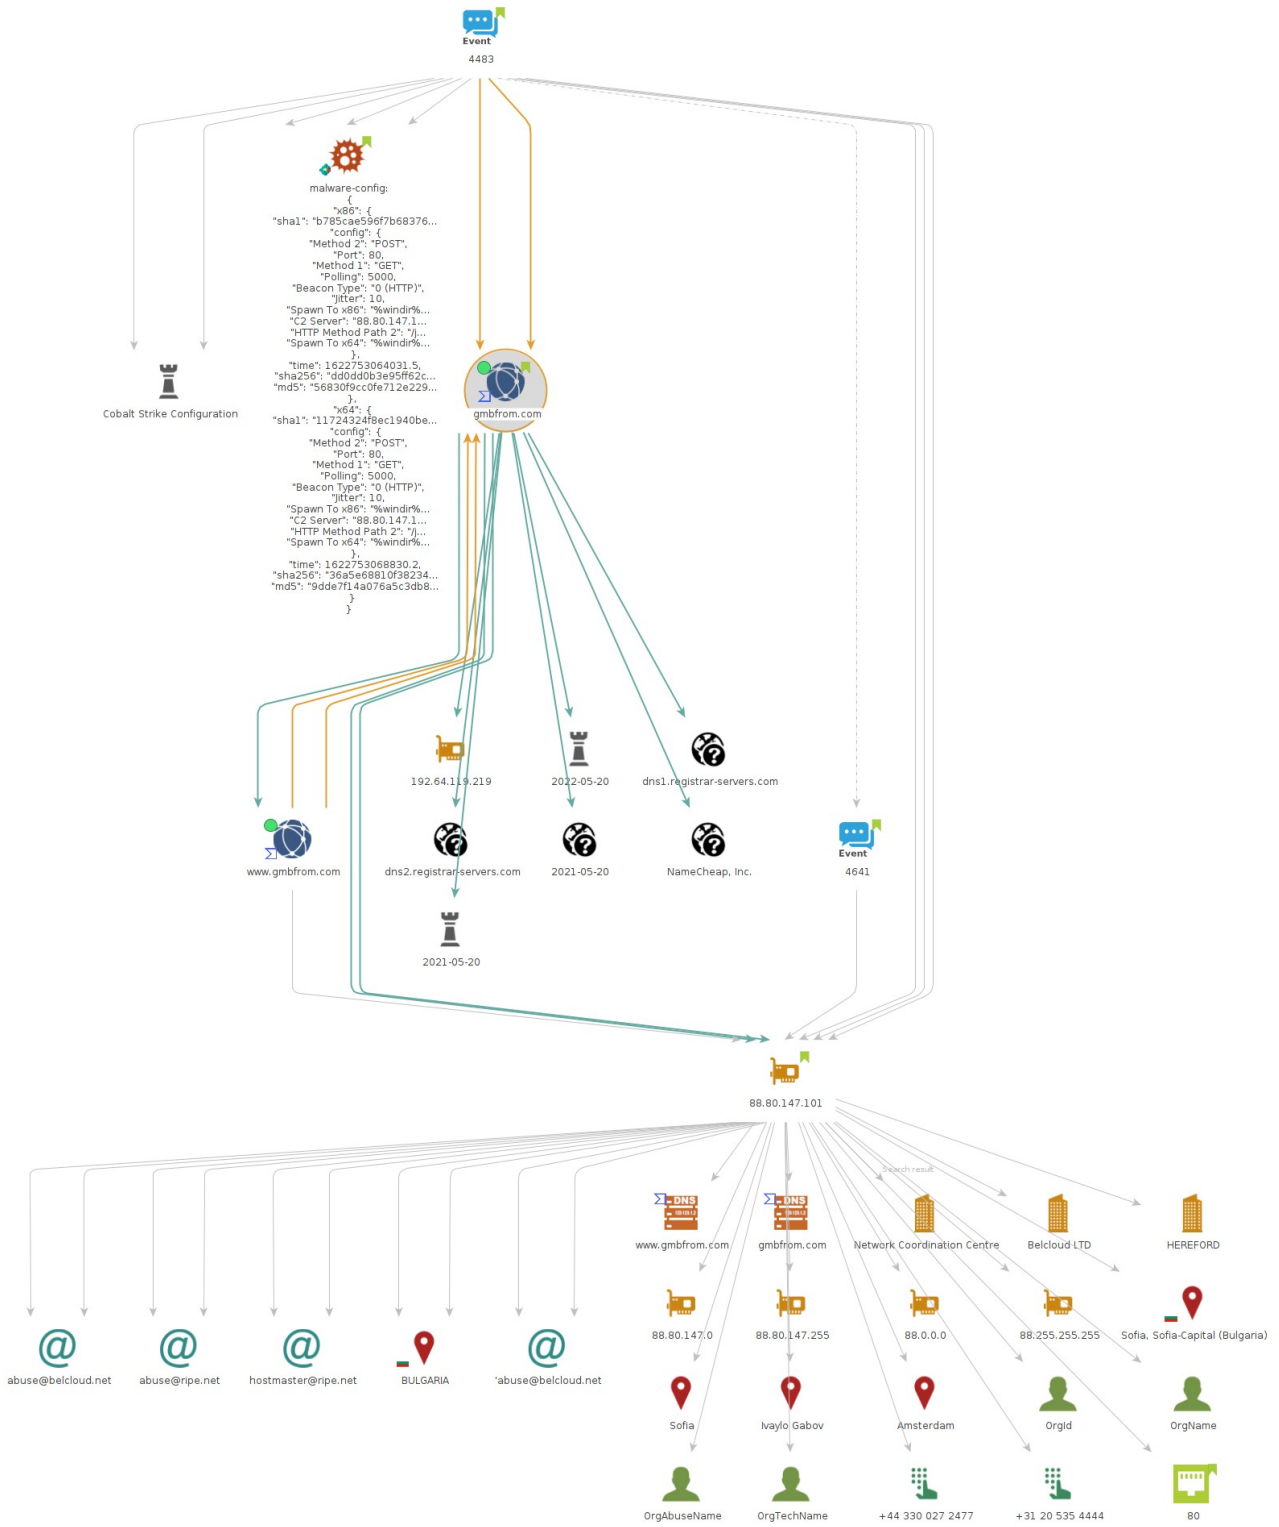 Event
4483
malware-config:
{
"x86": {
"sha1": "b785cae596f7b68376...
"config": {
"Method 2": "POST",
"Port": 80,
"Method 1": "GET",
"Polling": 5000,
"Beacon Type": "0 (HTTP)",
"Jitter": 10,
"Spawn To x86": "%windir%...
"C2 Server": "88.80.147.1...
"HTTP Method Path 2": "/j...
"Spawn To x64": "%windir%...
},
"time": 1622753064031.5,
"sha256": "dd0dd0b3e95ff62c...
"md5": "56830f9cc0fe712e229...
},
"x64": {
"sha1": "11724324f8ec1940be...
"config": {
"Method 2": "POST",
"Port": 80,
"Method 1": "GET",
"Polling": 5000,
"Beacon Type": "0 (HTTP)",
"Jitter": 10,
"Spawn To x86": "%windir%...
"C2 Server": "88.80.147.1...
"HTTP Method Path 2": "/j...
"Spawn To x64": "%windir%...
},
"time": 1622753068830.2,
"sha256": "36a5e68810f38234...
"md5": "9dde7f14a076a5c3db8...
}
}
Cobalt Strike Configuration
gmbfrom.com
192.64.119.219
2022-05-20
dns1.registrar-servers.com
www.gmbfrom.com
dns2.registrar-servers.com
2021-05-20
NameCheap, Inc.
Event
4641
2021-05-20
88.80.147.101
Search result
DNS
DNS
www.gmbfrom.com
gmbfrom.com
Network Coordination Centre
Belcloud LTD
HEREFORD
88.80.147.0
88.80.147.255
88.0.0.0
88.255.255.255
Sofia, Sofia-Capital (Bulgaria)
abuse@belcloud.net
abuse@ripe.net
hostmaster@ripe.net
BULGARIA
'abuse@belcloud.net
Sofia
Ivaylo Gabov
Amsterdam
OrgId
OrgName
OrgAbuseName
OrgTechName
+44 330 027 2477
+31 20 535 4444
80